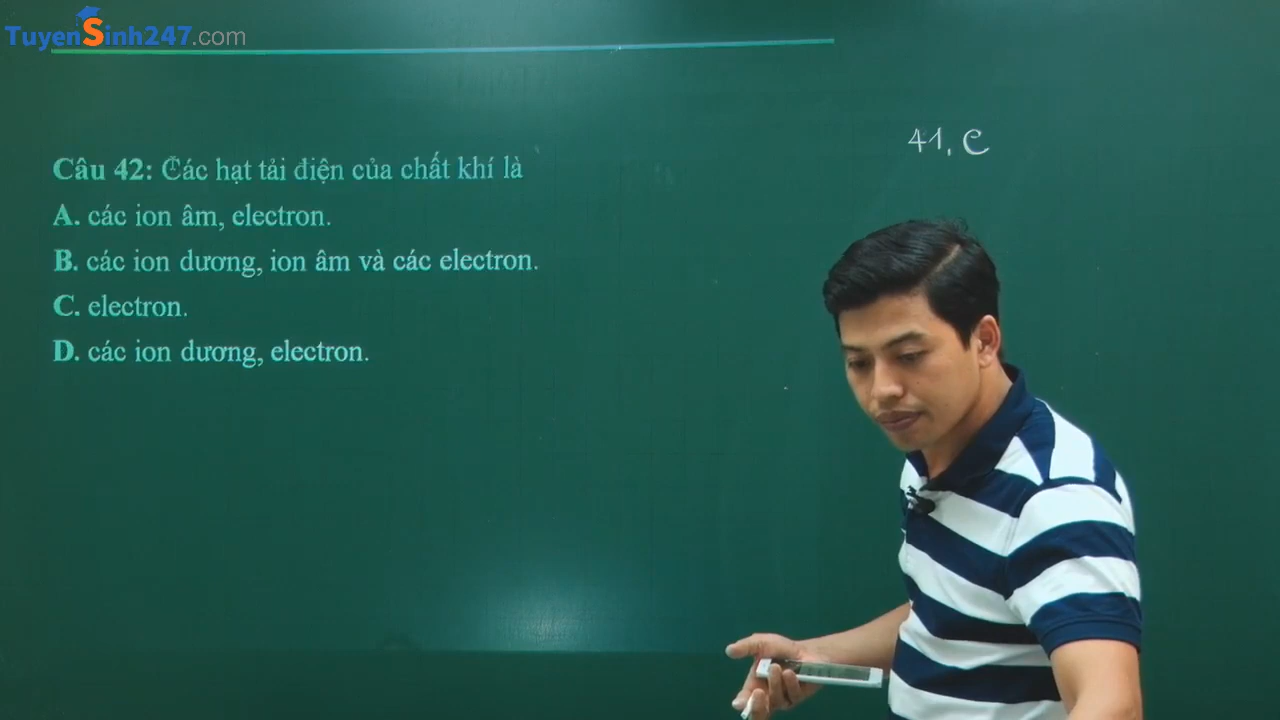 TuyenSinh247.com
41, C
Câu 42: Các hạt tải điện của chất khí là
A. các ion âm, electron.
B. các ion dương, ion âm và các electron.
C. electron.
D. các ion dương, electron.